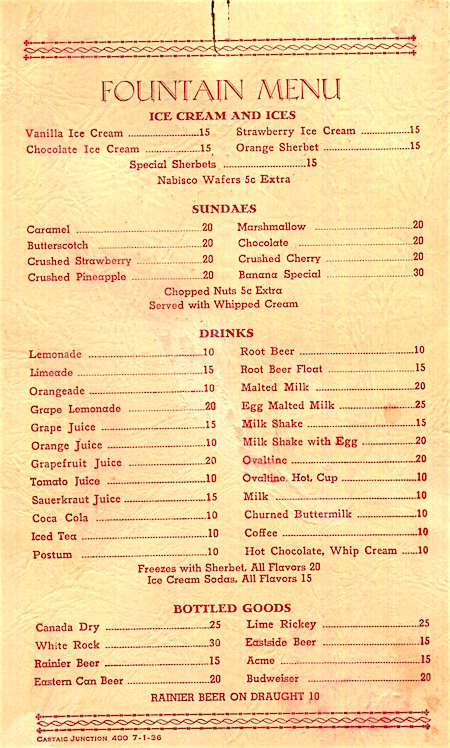 FOUNTAIN MENU
ICE CREAM AND ICES
Vanilla Ice Cream 15
Chocolate Ice Cream 15
Strawberry Ice Cream 15
Orange Sherbet 15
Special Sherbets 15
Nabisco Wafers 5c Extra
SUNDAES
Caramel 20
Butterscotch 20
Crushed Strawberry 20
Crushed Pineapple 20
Marshmallow 20
Chocolate 20
Crushed Cherry 20
Banana Special 30
Chopped Nuts 5c Extra
Served with Whipped Cream
DRINKS
Lemonade 10
Limeade 15
Orangeade 10
Grape Lemonade 20
Grape Juice 15
Orange Juice 10
Grapefruit Juice 20
Tomato Juice 10
Sauerkraut Juice 15
Coca Cola 10
Iced Tea 10
Postum 10
Root Beer 10
Root Beer Float 15
Malted Milk 20
Egg Malted Milk 25
Milk Shake 15
Milk Shake with Egg 20
Ovaltine 20
Ovaltine, Hot, Cup 10
Milk 10
Churned Buttermilk 10
Coffee 10
Hot Chocolate, Whip Cream 10
Freezes with Sherbet, All Flavors 20
Ice Cream Sodas, All Flavors 15
BOTTLED GOODS
Canada Dry 25
White Rock 30
Rainier Beer 15
Eastern Can Beer 20
Lime Rickey 25
Eastside Beer 15
Acme 15
Budweiser 20
RAINIER BEER ON DRAUGHT 10
CASTAIC JUNCTION 400 7-1-36